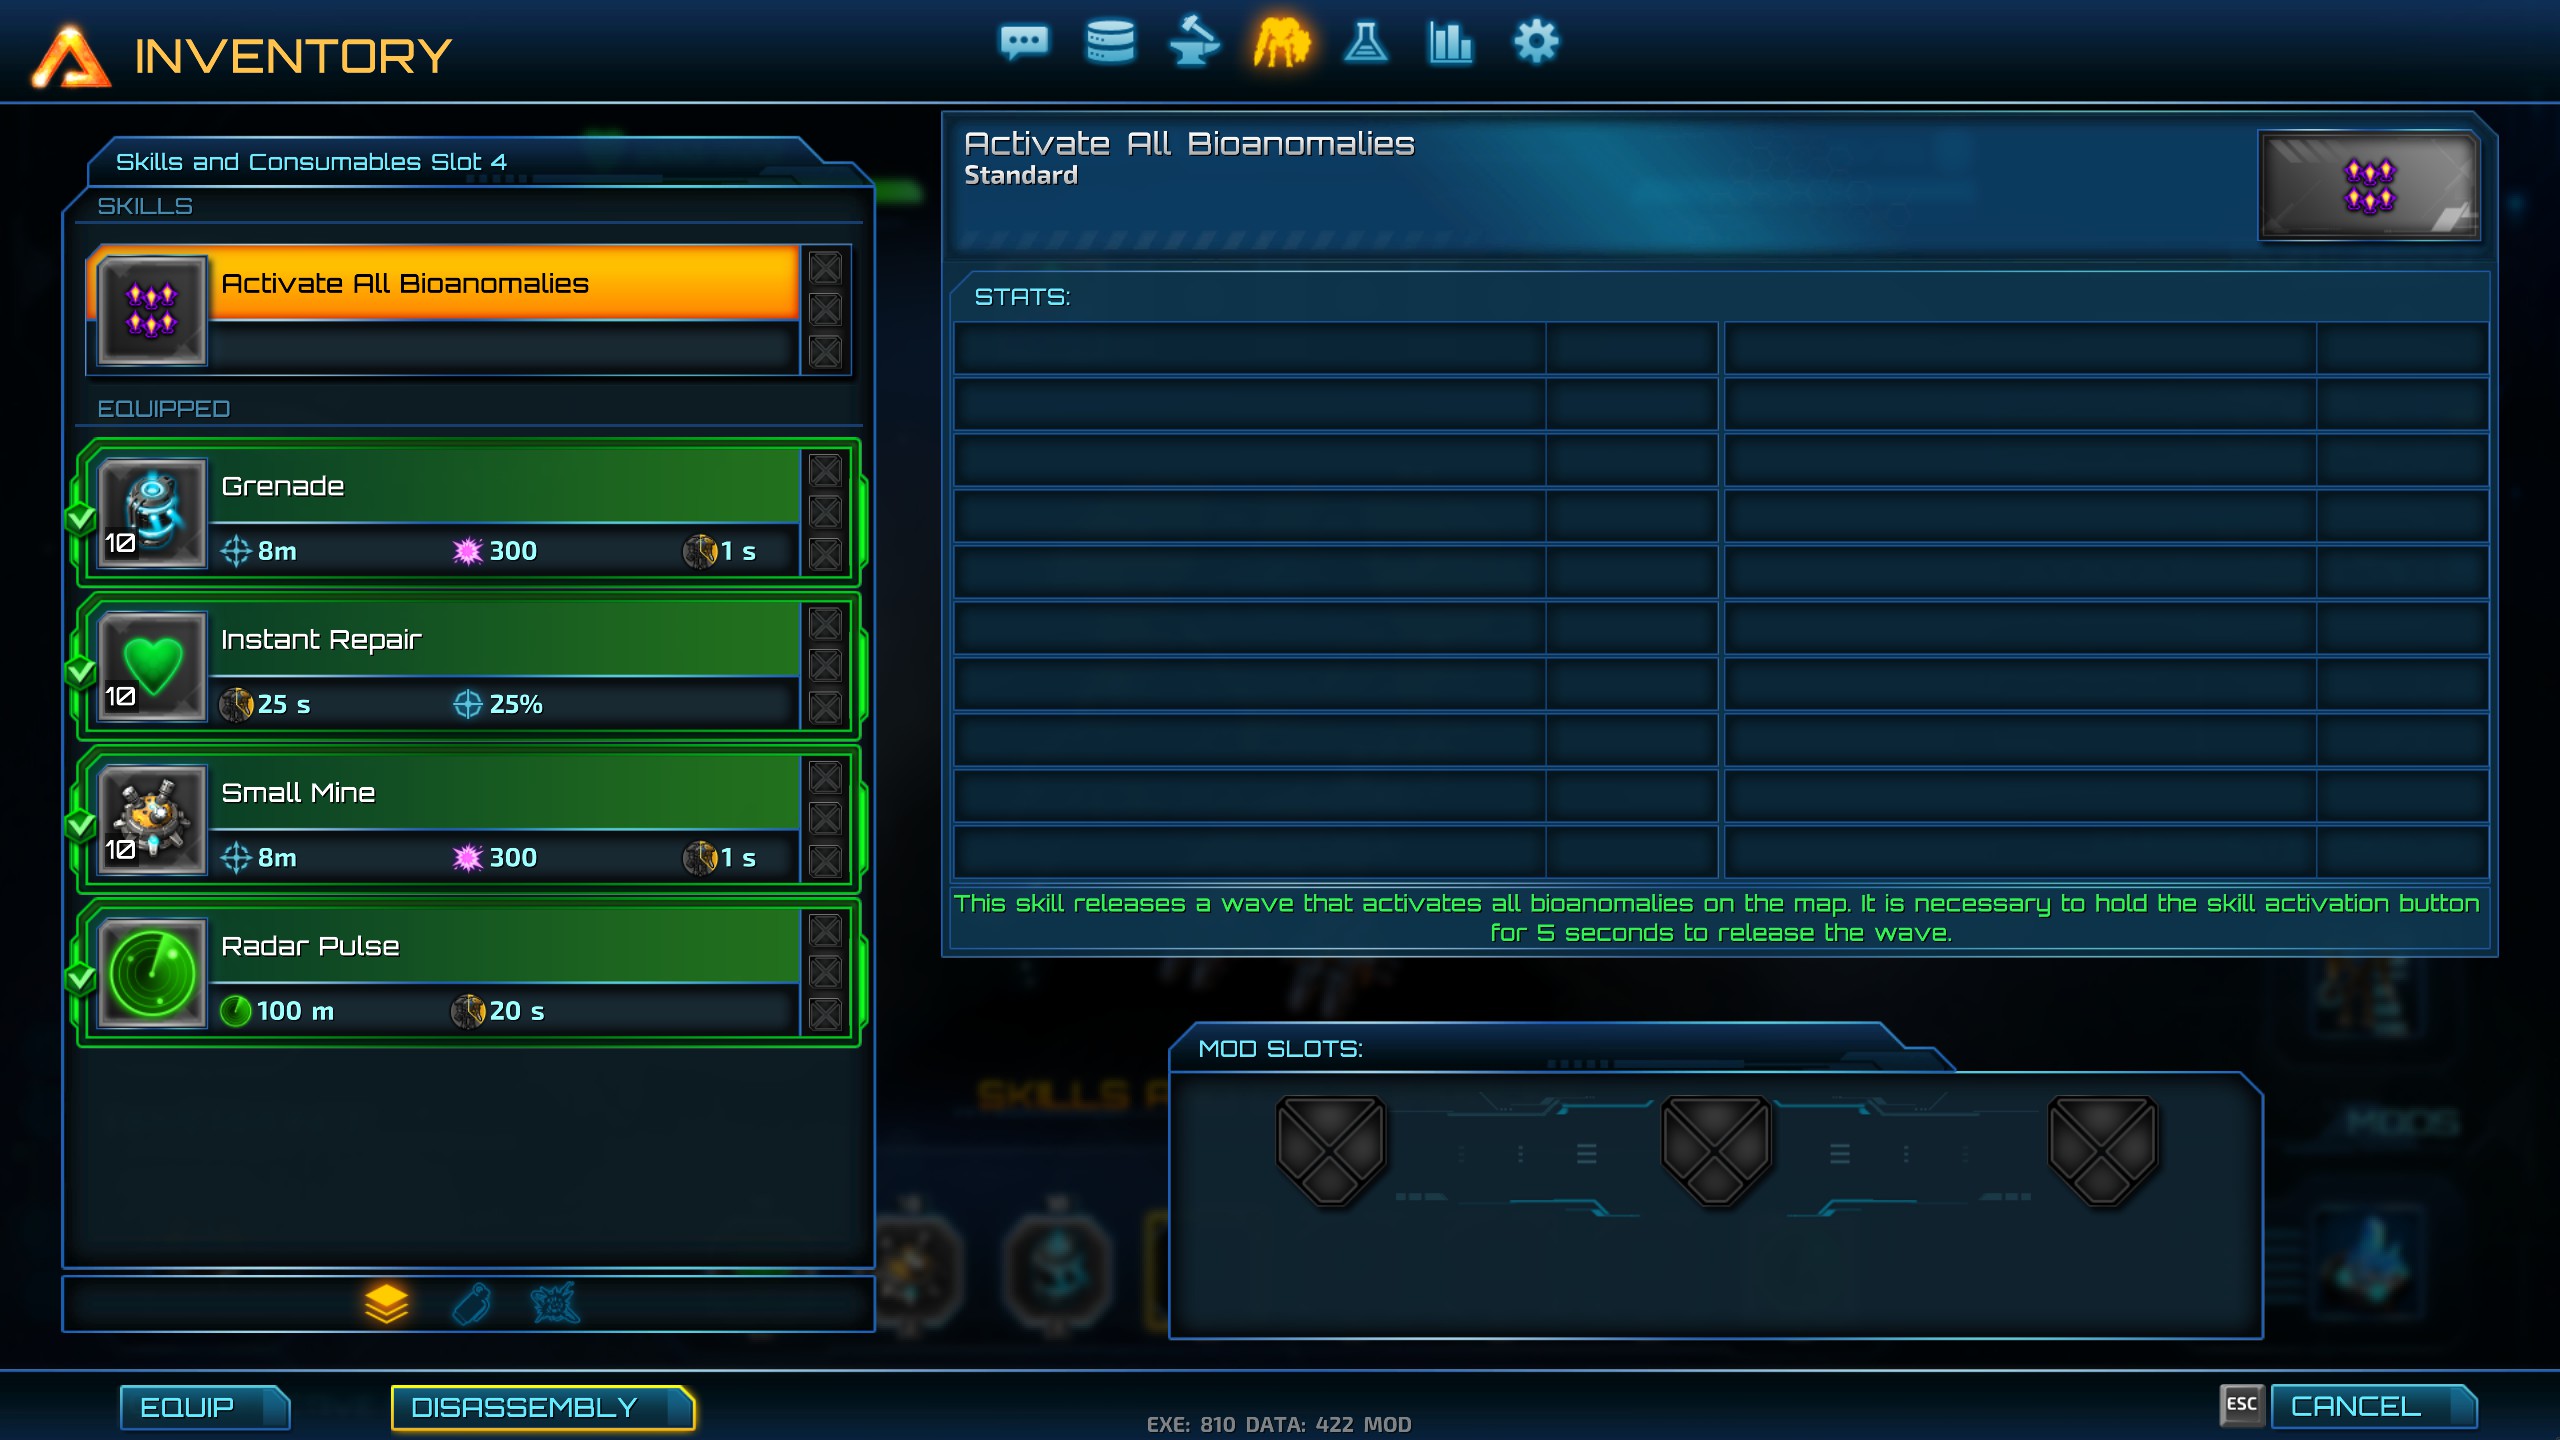 INVENTORY
Skills and Consumables Slot 4
SKILLS
Activate All Bioanomalies
EQUIPPED
Grenade
10
8m 300 1 s
Instant Repair
10
25 s 25%
Small Mine
10
8m 300 1 s
Radar Pulse
100 m 20 s
Activate All Bioanomalies
Standard
STATS:
This skill releases a wave that activates all bioanomalies on the map. It is necessary to hold the skill activation button
for 5 seconds to release the wave.
MOD SLOTS:
SKILLS
MODS
EQUIP
DISASSEMBLY
EXE: 810 DATA: 422 MOD
ESC
CANCEL